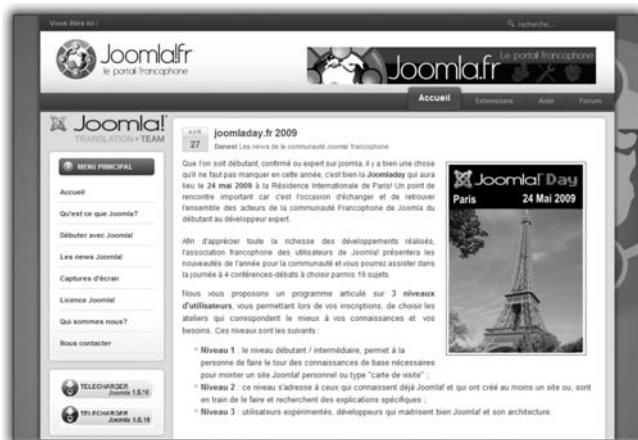 Vous êtes ici :
recherche...
Joomla!fr
le portail francophone
Le portail francophone
Joomla.fr
Accueil
Extensions
Aide
Forum
Joomla!
TRANSLATION TEAM
MENU PRINCIPAL
Accueil
Qu'est ce que Joomla?
Débuter avec Joomla!
Les news Joomla!
Captures d'écran
Licence Joomla!
Qui sommes nous?
Nous contacter
TELECHARGER
TELECHARGER
AVR
27
joomladay.fr 2009
Daneel Les news de la communauté Joomla! francophone
Que l'on soit débutant, confirmé ou expert sur joomla, il y a bien une chose
qu'il ne faut pas manquer en cette année, c'est bien la Joomladay qui aura
lieu le 24 mai 2009 à la Résidence Internationale de Paris! Un point de
rencontre important car c'est l'occasion d'échanger et de retrouver
l'ensemble des acteurs de la communauté Francophone de Joomla du
débutant au développeur expert.
Afin d'apprécier toute la richesse des développements réalisés,
l'association francophone des utilisateurs de Joomla! présentera les
nouveautés de l'année pour la communauté et vous pourrez assister dans
la journée à 4 conférences-débats à choisir parmis 19 sujets.
Nous vous proposons un programme articulé sur 3 niveaux
d'utilisateurs, vous permettant lors de vos inscriptions, de choisir les
ateliers qui correspondent le mieux à vos connaissances et vos
besoins. Ces niveaux sont les suivants :
Niveau 1 : le niveau débutant / intermédiaire, permet à la
personne de faire le tour des connaissances de base nécessaires
pour monter un site Joomla! personnel ou type "carte de visite" ;
Niveau 2 : ce niveau s'adresse à ceux qui connaissent déjà Joomla! et qui ont créé au moins un site ou, sont
en train de le faire et recherchent des explications spécifiques ;
Niveau 3 : utilisateurs expérimentés, développeurs qui maitrisent bien Joomla! et son architecture.
Joomla! Day
Paris
24 Mai 2009